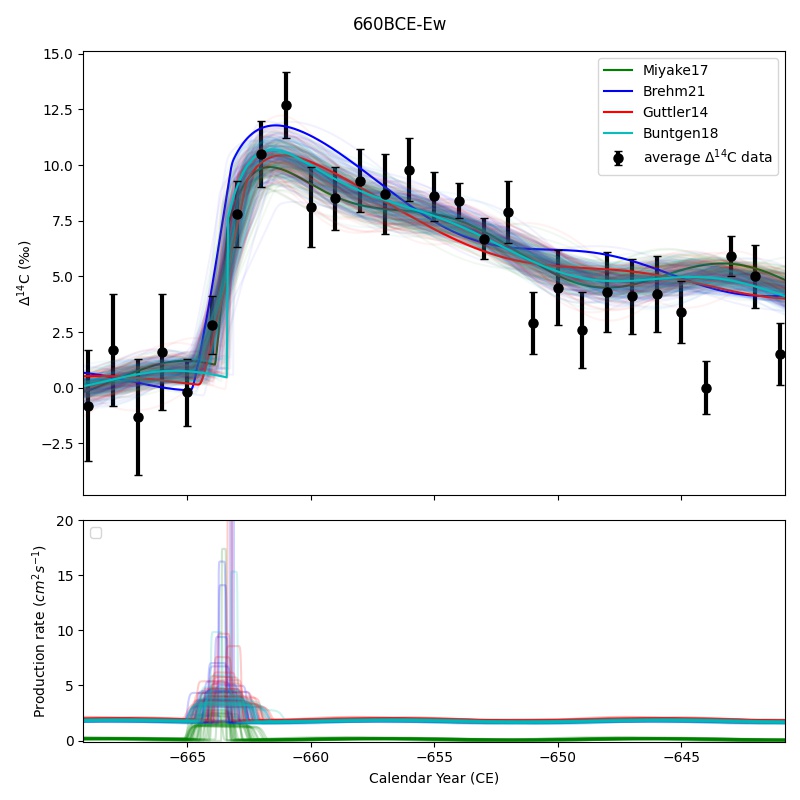 660BCE-Ew
15.0
12.5
10.0
7.5
5.0
2.5
0.0
−2.5
Δ¹⁴C (‰)
Miyake17
Brehm21
Guttler14
Buntgen18
average Δ¹⁴C data
20
15
10
5
0
Production rate (cm²s⁻¹)
−665
−660
−655
−650
−645
Calendar Year (CE)